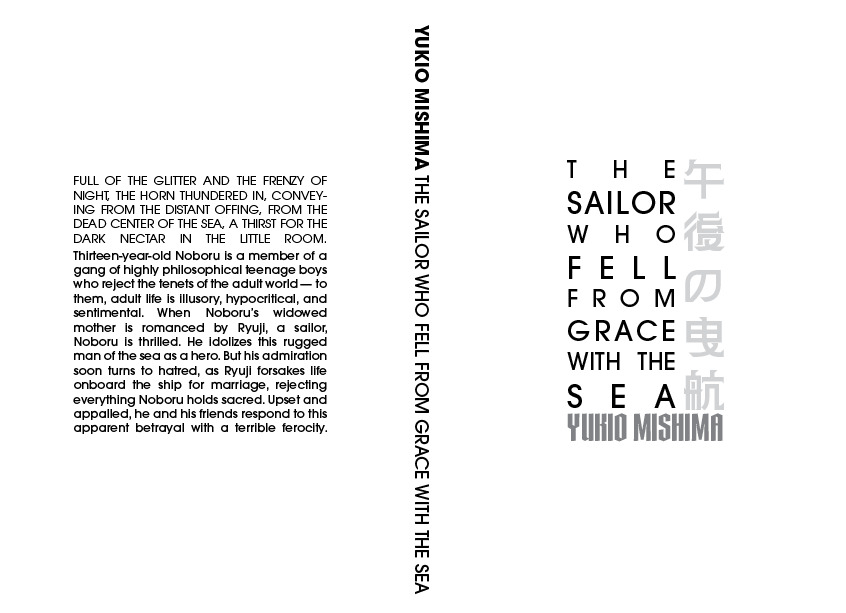 FULL OF THE GLITTER AND THE FRENZY OF
NIGHT, THE HORN THUNDERED IN, CONVEY-
ING FROM THE DISTANT OFFING, FROM THE
DEAD CENTER OF THE SEA, A THIRST FOR THE
DARK NECTAR IN THE LITTLE ROOM.
Thirteen-year-old Noboru is a member of a
gang of highly philosophical teenage boys
who reject the tenets of the adult world — to
them, adult life is illusory, hypocritical, and
sentimental. When Noboru's widowed
mother is romanced by Ryuji, a sailor,
Noboru is thrilled. He idolizes this rugged
man of the sea as a hero. But his admiration
soon turns to hatred, as Ryuji forsakes life
onboard the ship for marriage, rejecting
everything Noboru holds sacred. Upset and
appalled, he and his friends respond to this
apparent betrayal with a terrible ferocity.
YUKIO MISHIMA THE SAILOR WHO FELL FROM GRACE WITH THE SEA
THE
SAILOR
WHO
FELL
FROM
GRACE
WITH THE
SEA
午後の曳航
YUKIO MISHIMA